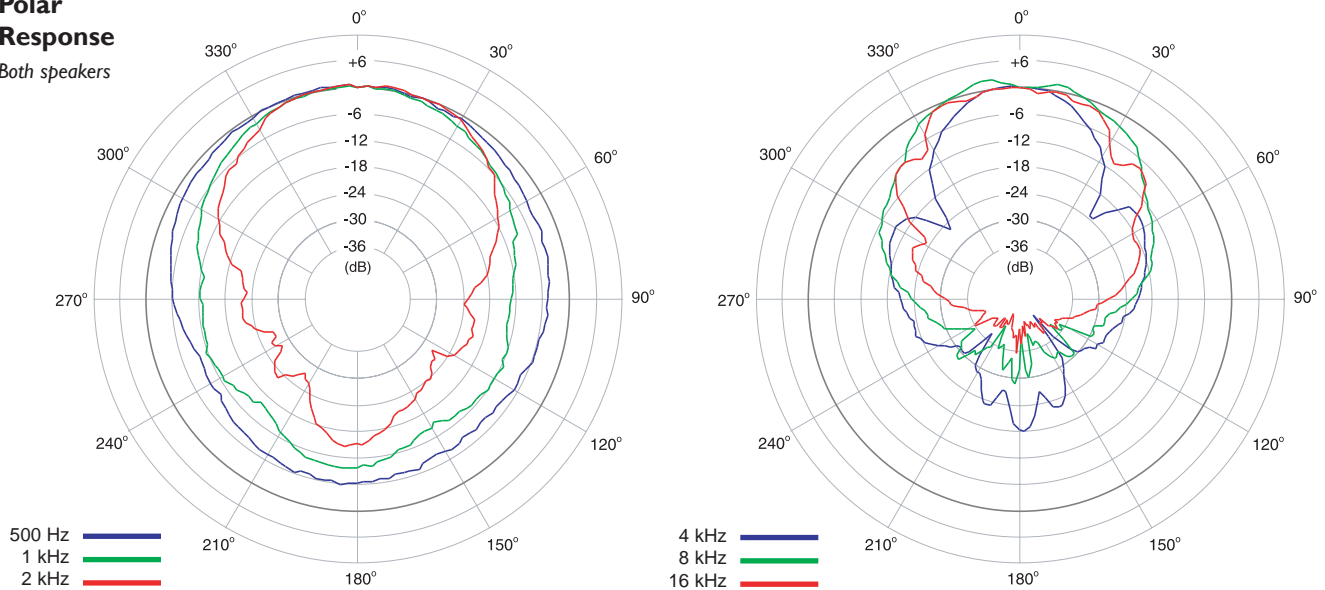 Polar
Response
Both speakers
0°
330° 30°
+6
-6
-12
300° 60°
-18
-24
-30
-36
(dB)
270° 90°
240° 120°
210° 150°
180°
500 Hz
1 kHz
2 kHz
0°
330° 30°
+6
-6
-12
300° 60°
-18
-24
-30
-36
(dB)
270° 90°
240° 120°
210° 150°
180°
4 kHz
8 kHz
16 kHz